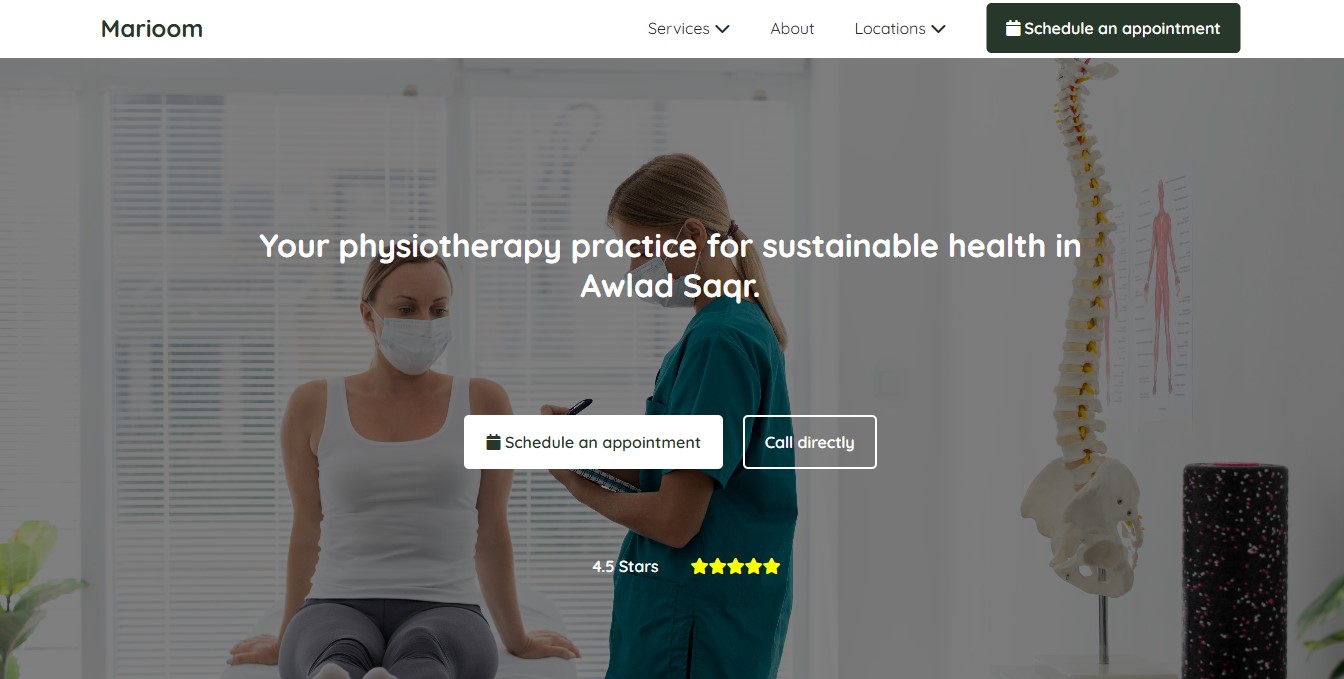 Marioom
Services
About
Locations
Schedule an appointment
Your physiotherapy practice for sustainable health in
Awlad Saqr.
Schedule an appointment
Call directly
4.5 Stars